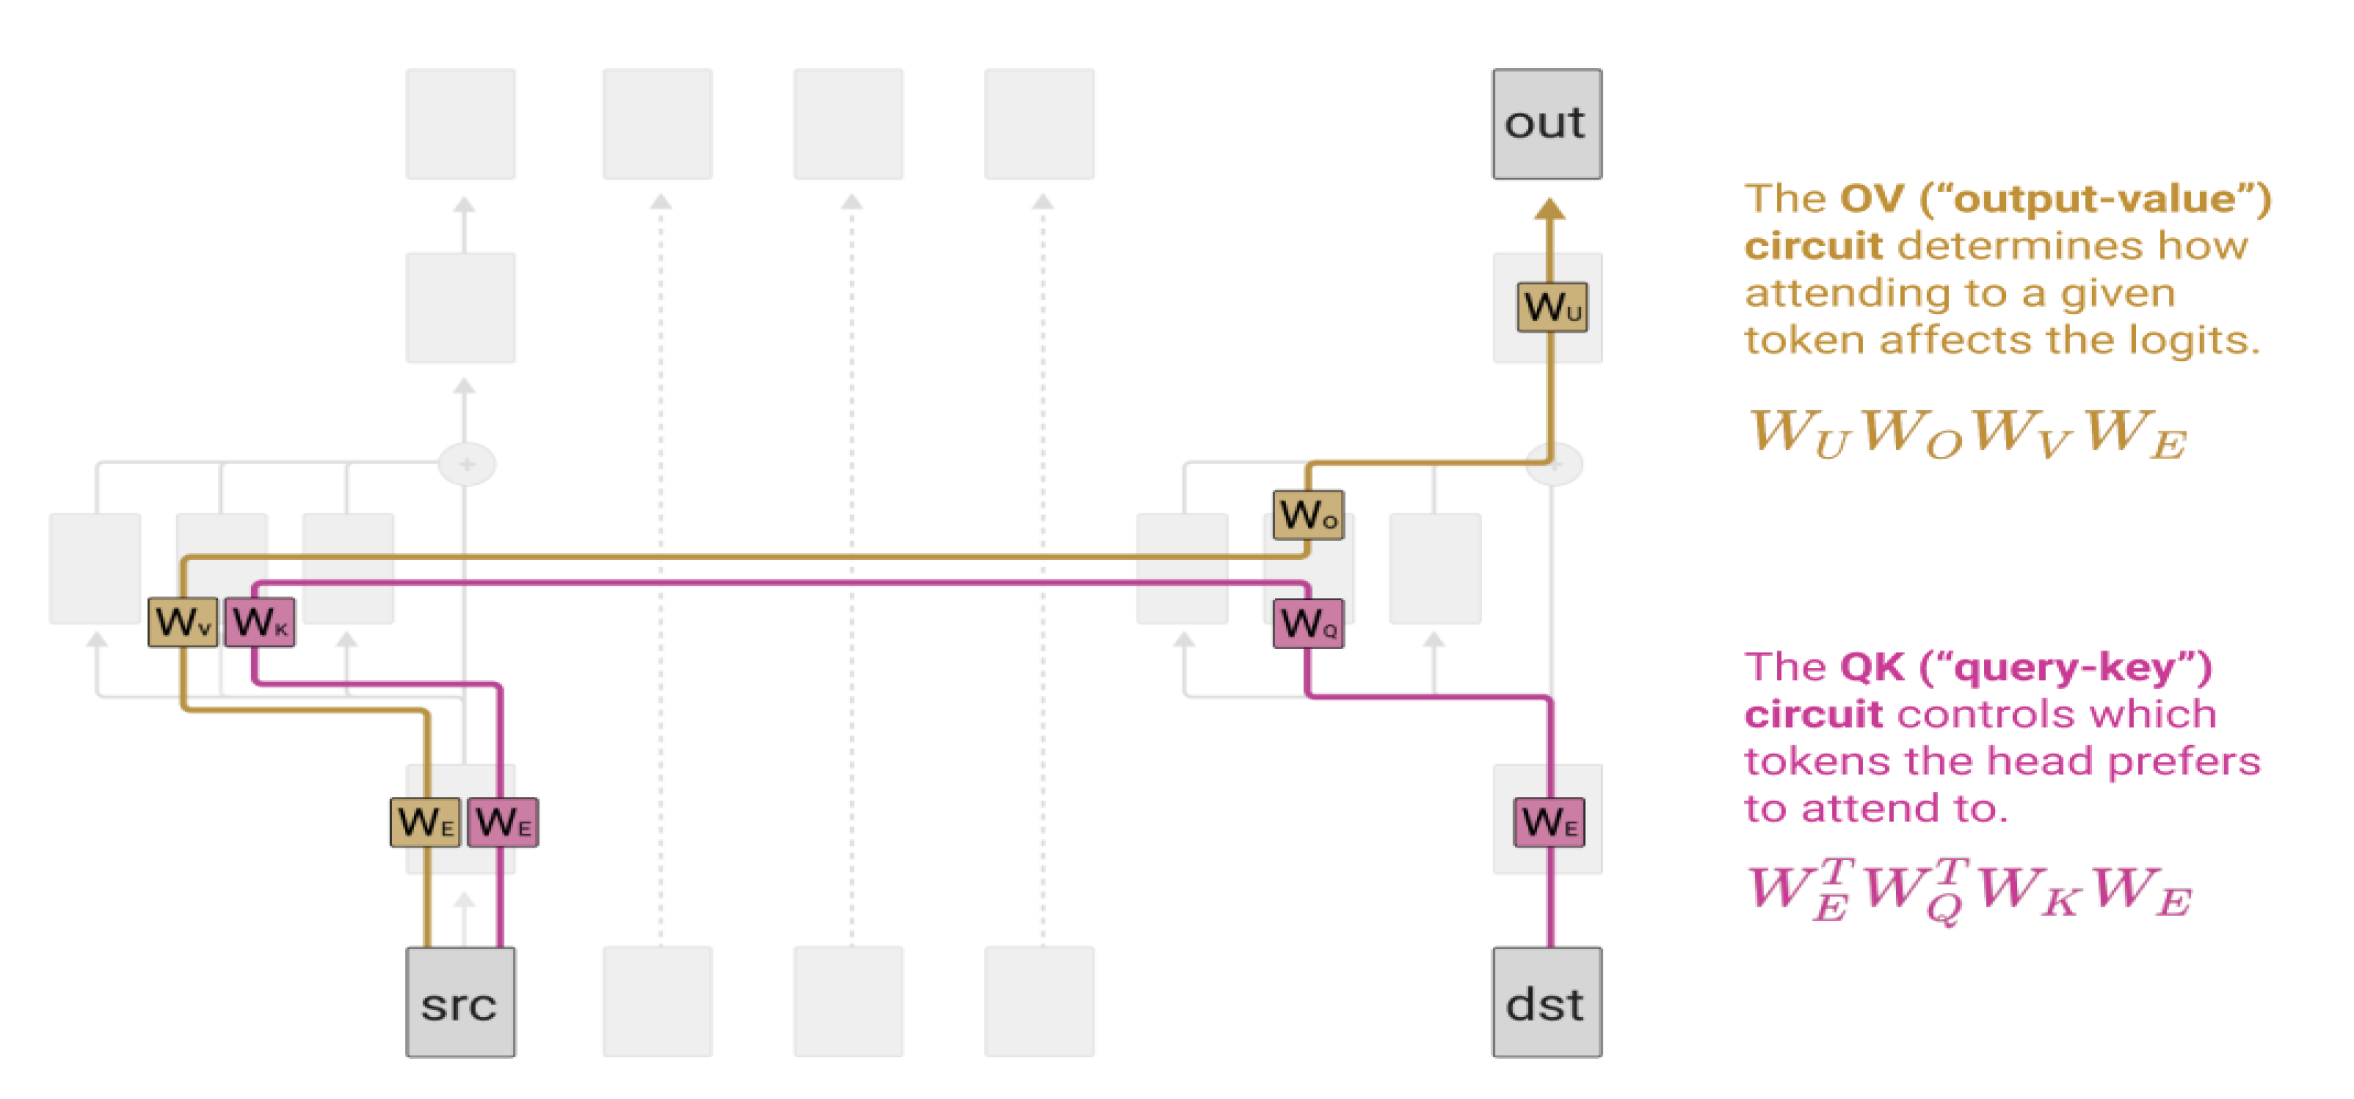 out
The OV (“output-value”)
circuit determines how
attending to a given
token affects the logits.
W_U
W_U W_O W_V W_E
W_O
W_V W_K
W_Q
The QK (“query-key”)
circuit controls which
tokens the head prefers
to attend to.
W_E W_E
W_E
W_E^T W_Q^T W_K W_E
src
dst